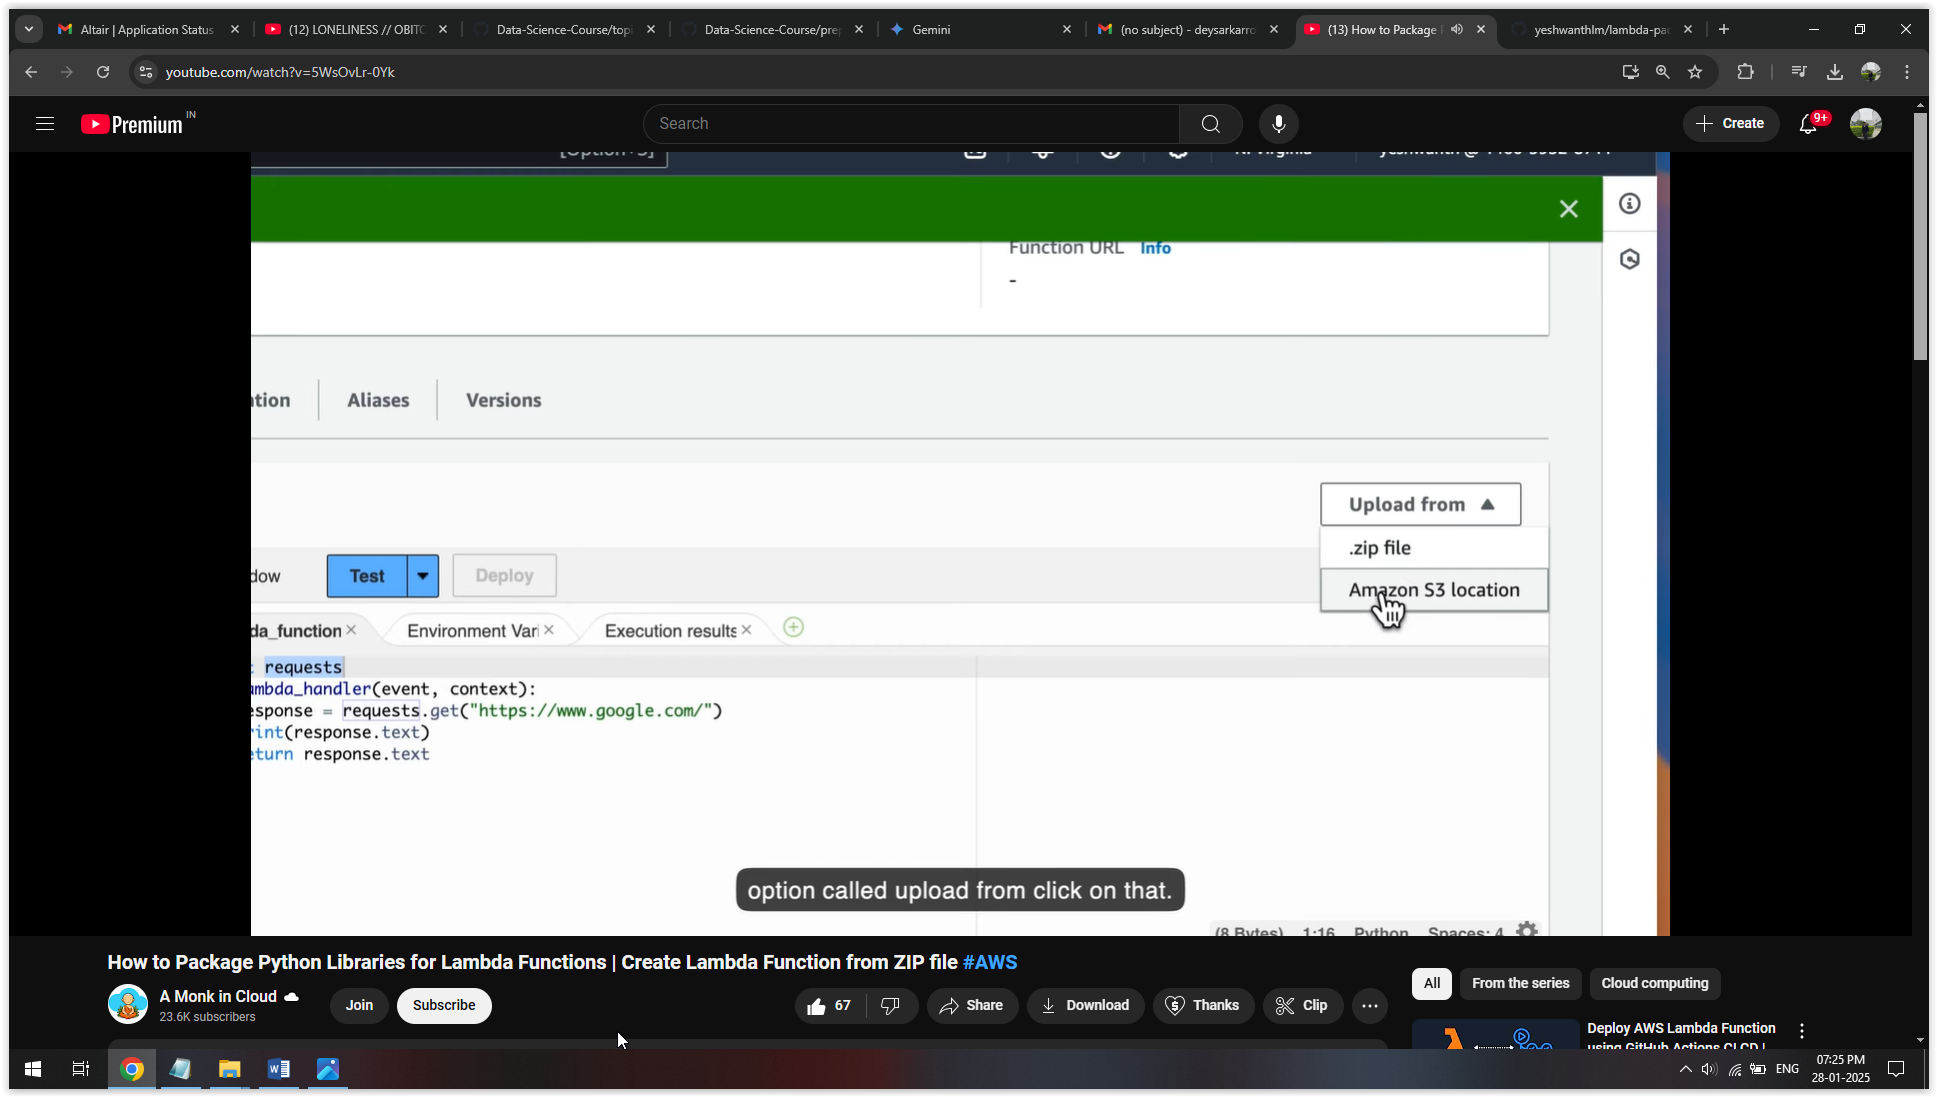 Altair | Application Status
(12) LONELINESS // OBITO
Data-Science-Course/topi
Data-Science-Course/prep
Gemini
(no subject) - deysarkarro
(13) How to Package
yeshwanthlm/lambda-pac
youtube.com/watch?v=5WsOvLr-0Yk
Premium IN
Search
Create
9+
[Option+S]
N. Virginia
Function URL Info
-
Aliases
Versions
Upload from
.zip file
Amazon S3 location
Test
Deploy
da_function
Environment Vari
Execution results
requests
ambda_handler(event, context):
esponse = requests.get("https://www.google.com/")
rint(response.text)
eturn response.text
option called upload from click on that.
(8 Bytes) 1:16 Python Spaces: 4
How to Package Python Libraries for Lambda Functions | Create Lambda Function from ZIP file #AWS
A Monk in Cloud
23.6K subscribers
Join
Subscribe
67
Share
Download
Thanks
Clip
All
From the series
Cloud computing
Deploy AWS Lambda Function
using GitHub Actions CI CD |
ENG
07:25 PM
28-01-2025